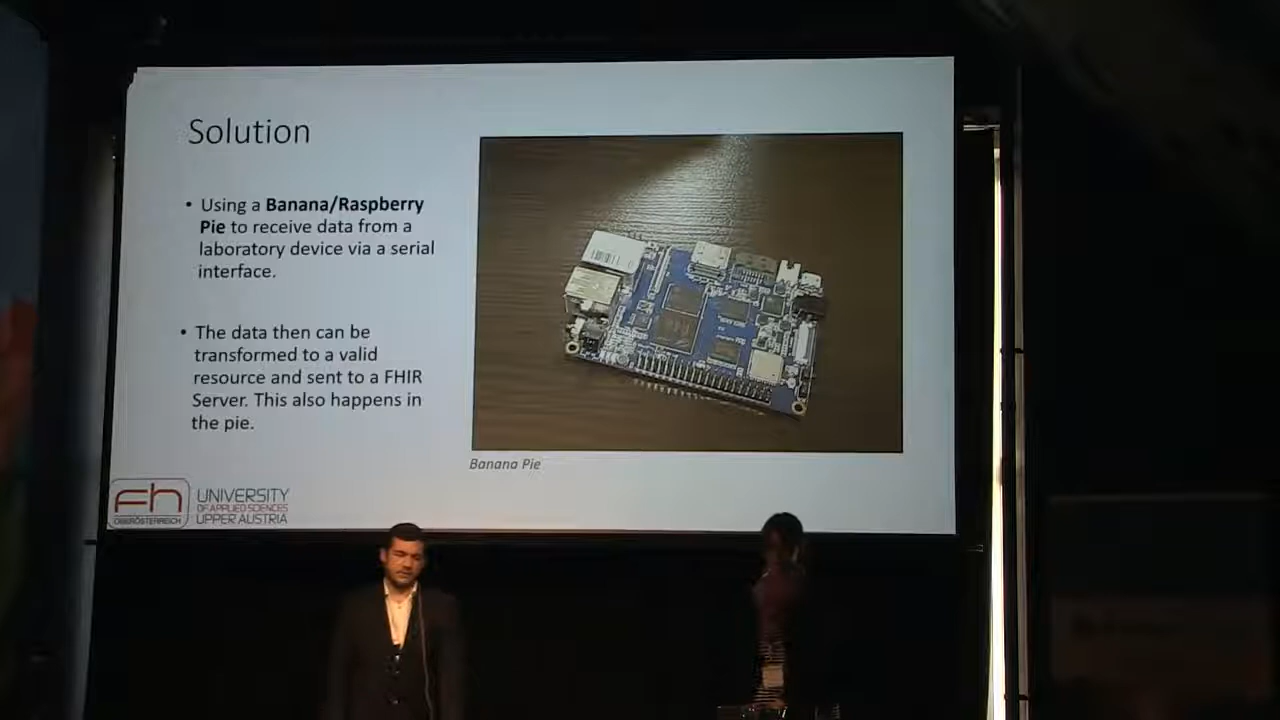 Solution
• Using a Banana/Raspberry
Pie to receive data from a
laboratory device via a serial
interface.
• The data then can be
transformed to a valid
resource and sent to a FHIR
Server. This also happens in
the pie.
Banana Pie
fh
OBERÖSTERREICH
UNIVERSITY
OF APPLIED SCIENCES
UPPER AUSTRIA